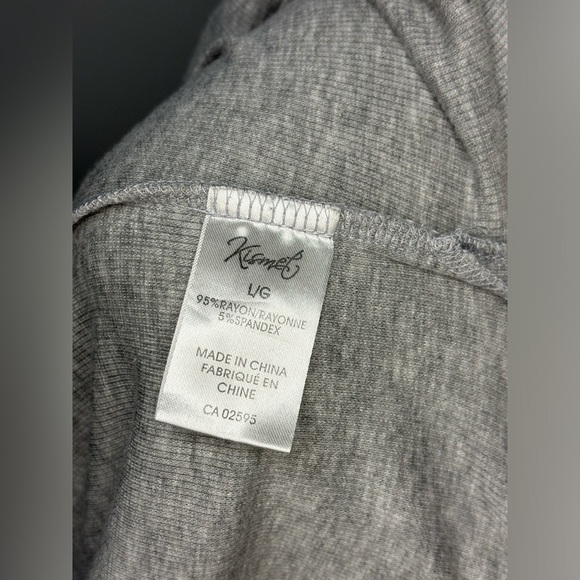 Kismet
L/G
95%RAYON/RAYONNE
5%SPANDEX
MADE IN CHINA
FABRIQUÉ EN
CHINE
CA 02595